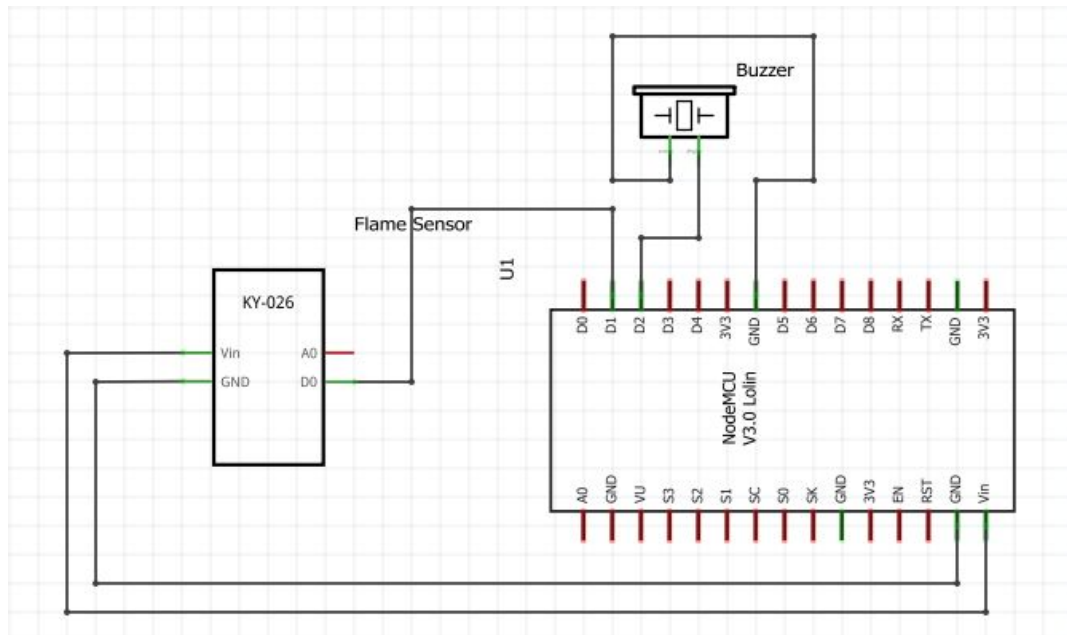 Buzzer
1
2
Flame Sensor
U1
KY-026
Vin
A0
GND
D0
D0
D1
D2
D3
D4
3V3
GND
D5
D6
D7
D8
RX
TX
GND
3V3
NodeMCU
V3.0 Lolin
A0
GND
VU
S3
S2
S1
SC
S0
SK
GND
3V3
EN
RST
GND
Vin